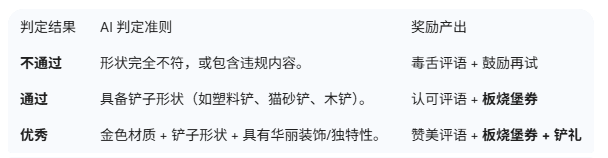 判定结果 AI 判定准则 奖励产出
不通过 形状完全不符，或包含违规内容。 毒舌评语 + 鼓励再试
通过 具备铲子形状（如塑料铲、猫砂铲、木铲）。 认可评语 + 板烧堡券
优秀 金色材质 + 铲子形状 + 具有华丽装饰/独特性。 赞美评语 + 板烧堡券 + 铲礼